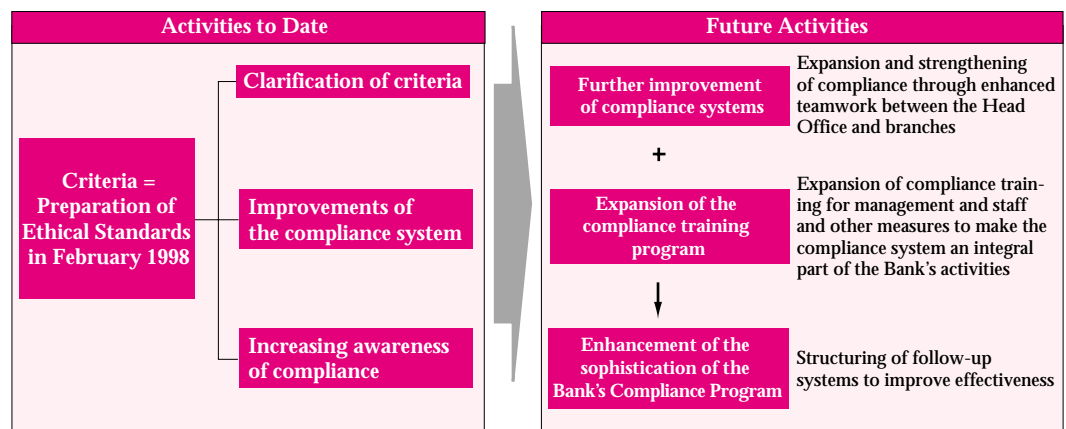 Activities to Date
Criteria =
Preparation of
Ethical Standards
in February 1998
Clarification of criteria
Improvements of
the compliance system
Increasing awareness
of compliance
Future Activities
Further improvement
of compliance systems
Expansion and strengthening
of compliance through enhanced
teamwork between the Head
Office and branches
+
Expansion of the
compliance training
program
Expansion of compliance train-
ing for management and staff
and other measures to make the
compliance system an integral
part of the Bank's activities
Enhancement of the
sophistication of the
Bank's Compliance Program
Structuring of follow-up
systems to improve effectiveness